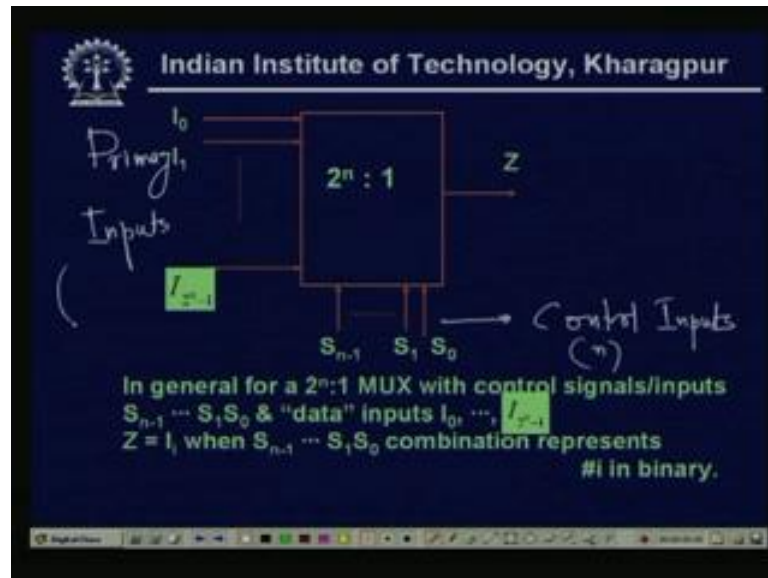 Indian Institute of Technology, Kharagpur
I₀
Primary I₁
2ⁿ : 1
Z
Inputs
(
I₂ⁿ₋₁
Sₙ₋₁ S₁ S₀
Control Inputs
(n)
In general for a 2ⁿ:1 MUX with control signals/inputs
Sₙ₋₁ ··· S₁S₀ & "data" inputs I₀, ···, I₂ⁿ₋₁
Z = Iᵢ when Sₙ₋₁ ··· S₁S₀ combination represents
#i in binary.